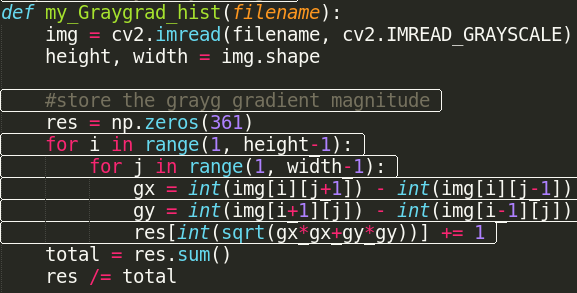 def my_Graygrad_hist(filename):
    img = cv2.imread(filename, cv2.IMREAD_GRAYSCALE)
    height, width = img.shape
    #store the grayg gradient magnitude
    res = np.zeros(361)
    for i in range(1, height-1):
        for j in range(1, width-1):
            gx = int(img[i][j+1]) - int(img[i][j-1])
            gy = int(img[i+1][j]) - int(img[i-1][j])
            res[int(sqrt(gx*gx+gy*gy))] += 1
    total = res.sum()
    res /= total